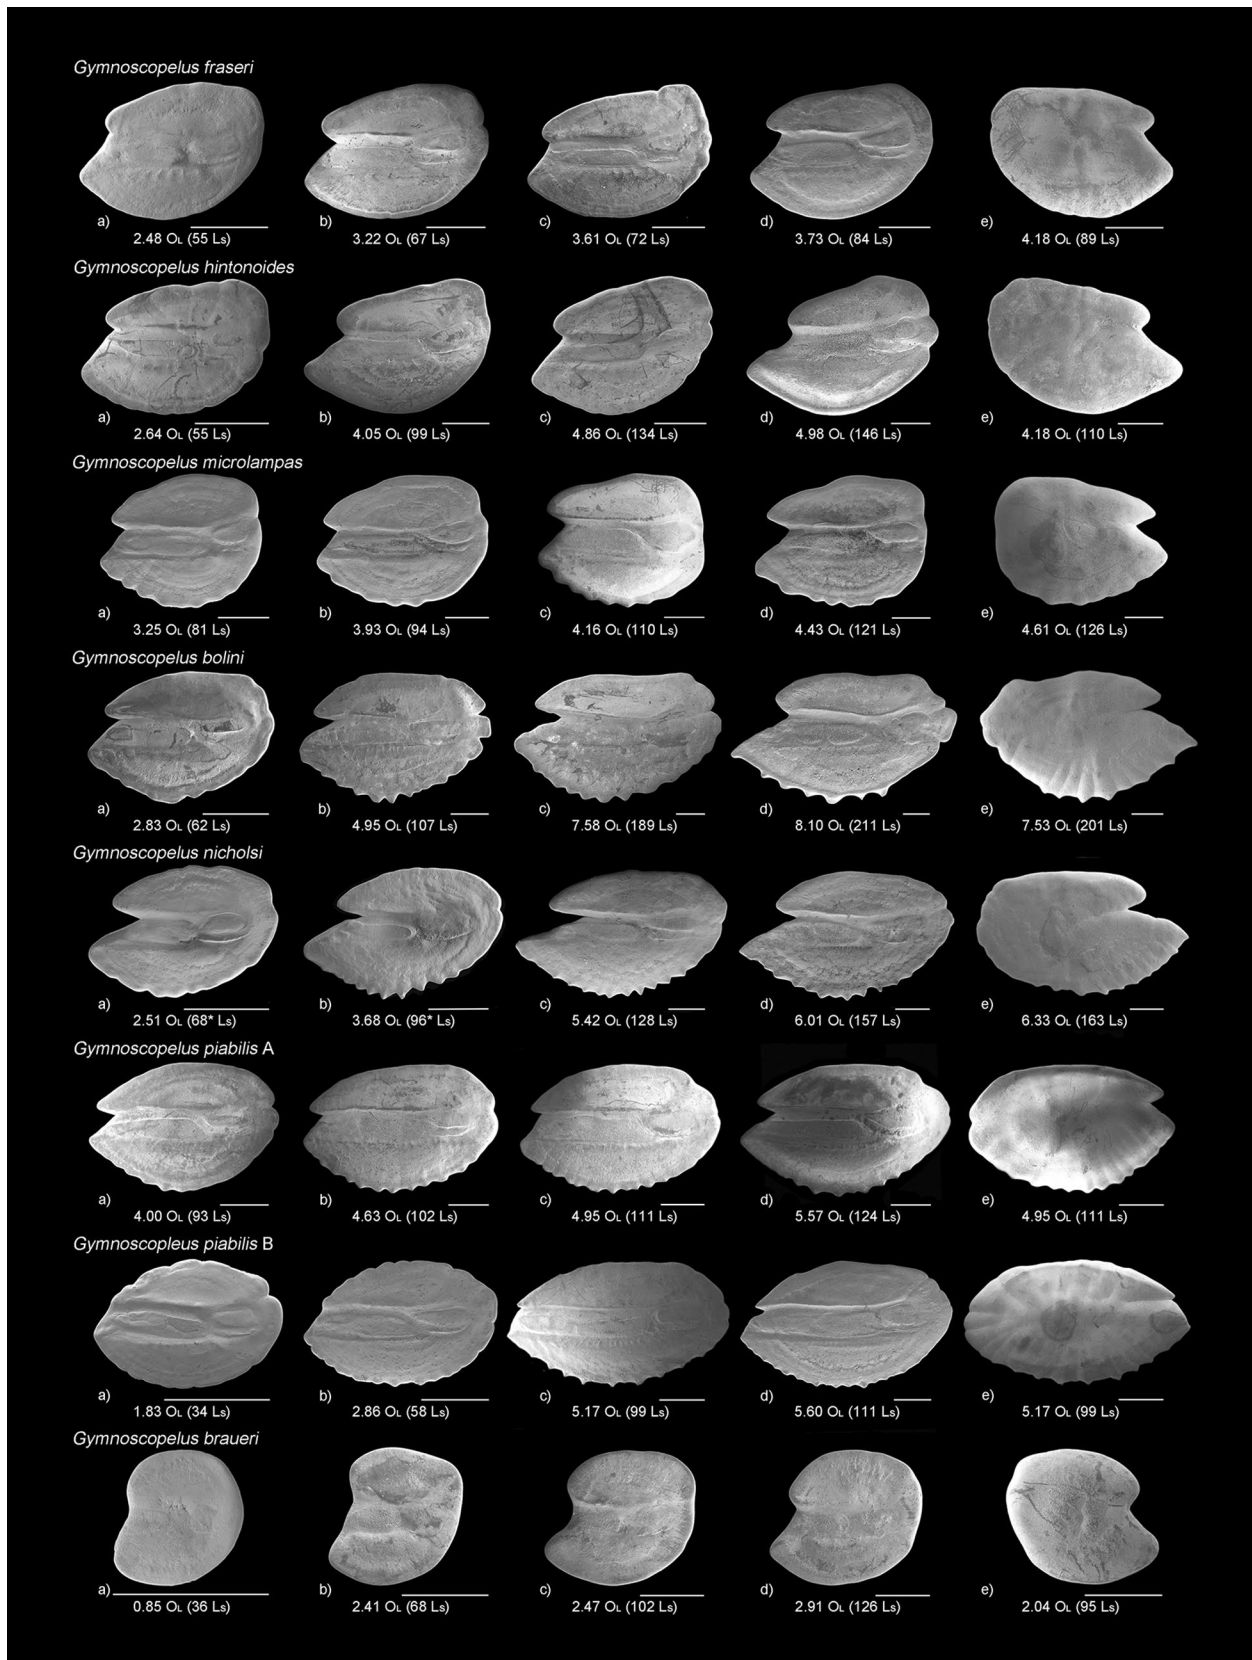 Gymnoscopelus fraseri
a) b) c) d) e)
2.48 OL (55 Ls) 3.22 OL (67 Ls) 3.61 OL (72 Ls) 3.73 OL (84 Ls) 4.18 OL (89 Ls)
Gymnoscopelus hintonoides
a) b) c) d) e)
2.64 OL (55 Ls) 4.05 OL (99 Ls) 4.86 OL (134 Ls) 4.98 OL (146 Ls) 4.18 OL (110 Ls)
Gymnoscopelus microlampas
a) b) c) d) e)
3.25 OL (81 Ls) 3.93 OL (94 Ls) 4.16 OL (110 Ls) 4.43 OL (121 Ls) 4.61 OL (126 Ls)
Gymnoscopelus bolini
a) b) c) d) e)
2.83 OL (62 Ls) 4.95 OL (107 Ls) 7.58 OL (189 Ls) 8.10 OL (211 Ls) 7.53 OL (201 Ls)
Gymnoscopelus nicholsi
a) b) c) d) e)
2.51 OL (68* Ls) 3.68 OL (96* Ls) 5.42 OL (128 Ls) 6.01 OL (157 Ls) 6.33 OL (163 Ls)
Gymnoscopelus piabilis A
a) b) c) d) e)
4.00 OL (93 Ls) 4.63 OL (102 Ls) 4.95 OL (111 Ls) 5.57 OL (124 Ls) 4.95 OL (111 Ls)
Gymnoscopleus piabilis B
a) b) c) d) e)
1.83 OL (34 Ls) 2.86 OL (58 Ls) 5.17 OL (99 Ls) 5.60 OL (111 Ls) 5.17 OL (99 Ls)
Gymnoscopelus braueri
a) b) c) d) e)
0.85 OL (36 Ls) 2.41 OL (68 Ls) 2.47 OL (102 Ls) 2.91 OL (126 Ls) 2.04 OL (95 Ls)